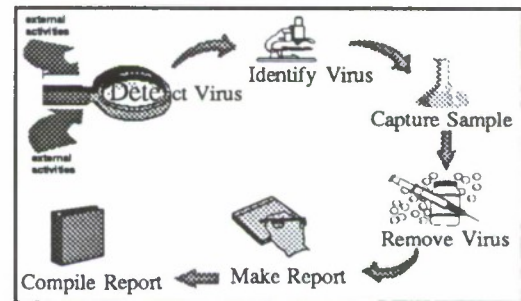 external
activities
Detect Virus
external
activities
Identify Virus
Capture Sample
Remove Virus
Make Report
Compile Report